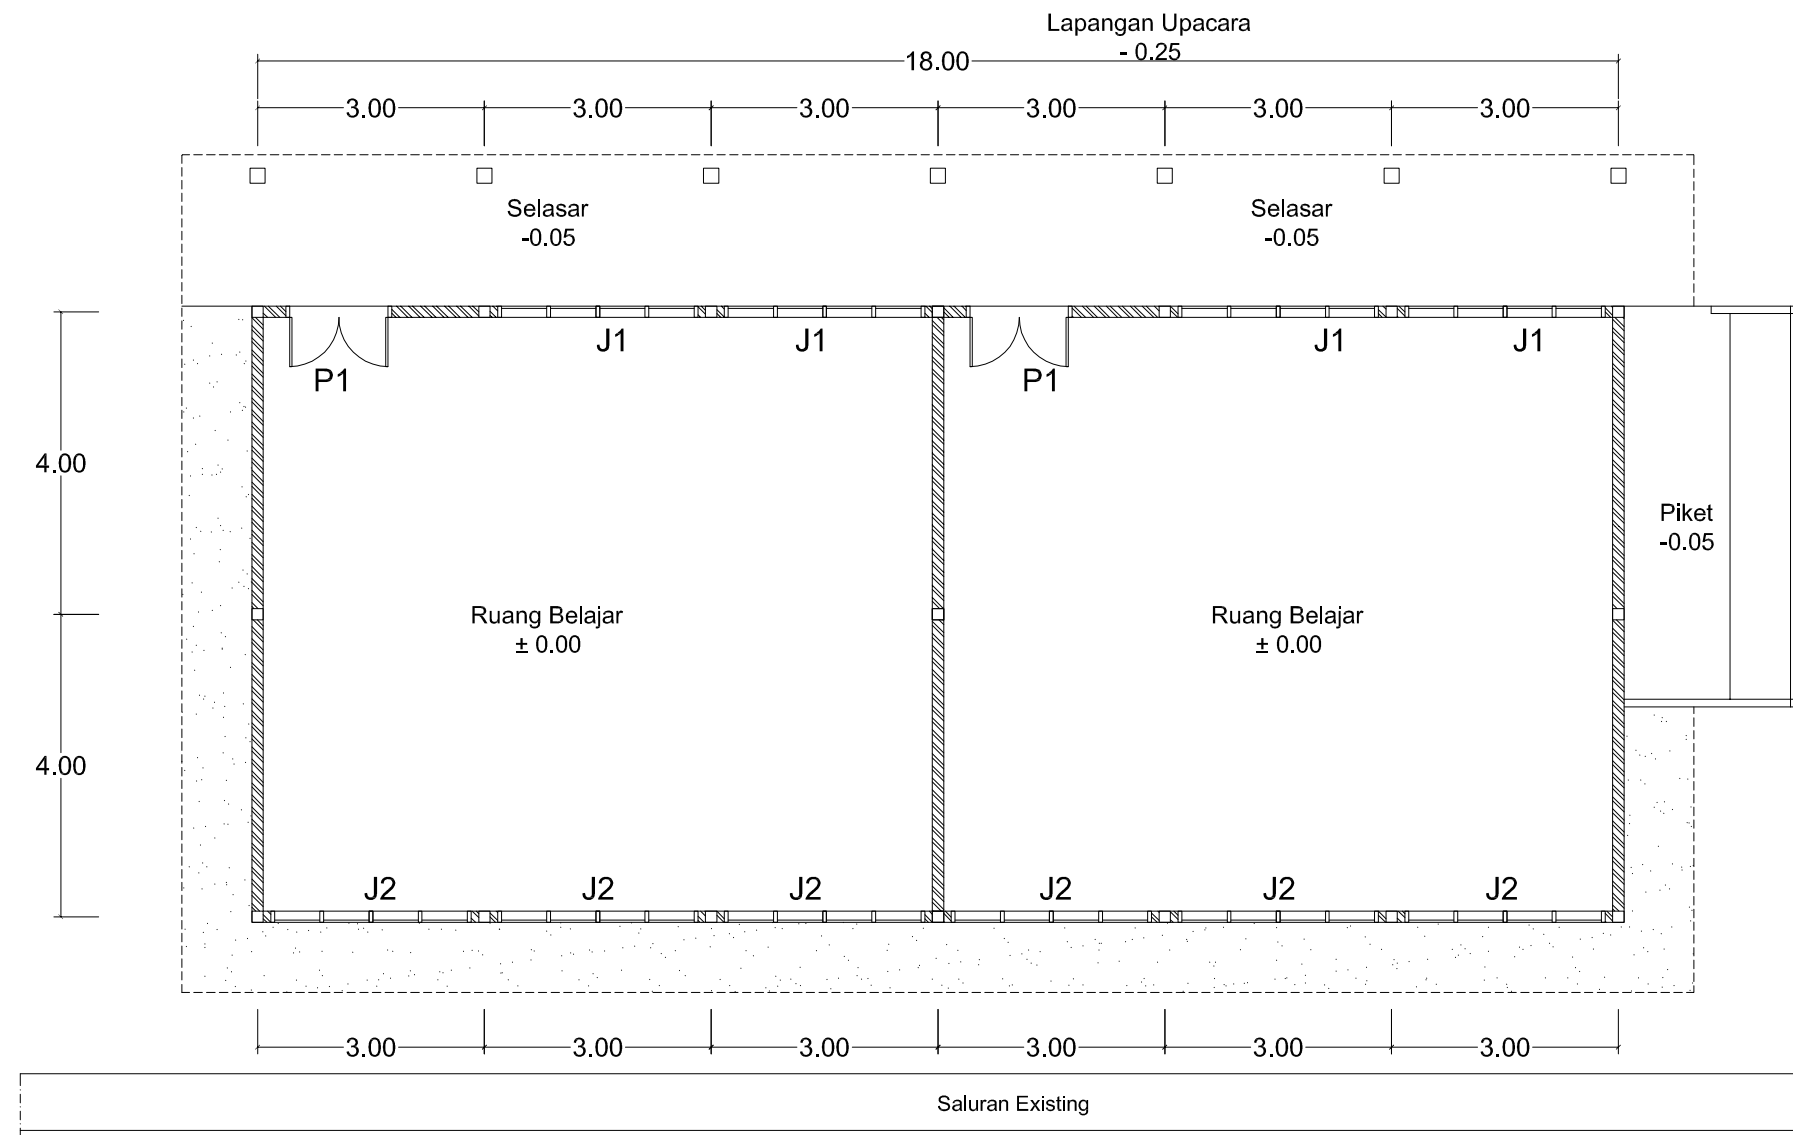 Lapangan Upacara
- 0.25
18.00
3.00 3.00 3.00 3.00 3.00 3.00
Selasar
-0.05
Selasar
-0.05
J1 J1 J1 J1
P1 P1
4.00
Piket
-0.05
Ruang Belajar
± 0.00
Ruang Belajar
± 0.00
4.00
J2 J2 J2 J2 J2 J2
3.00 3.00 3.00 3.00 3.00 3.00
Saluran Existing